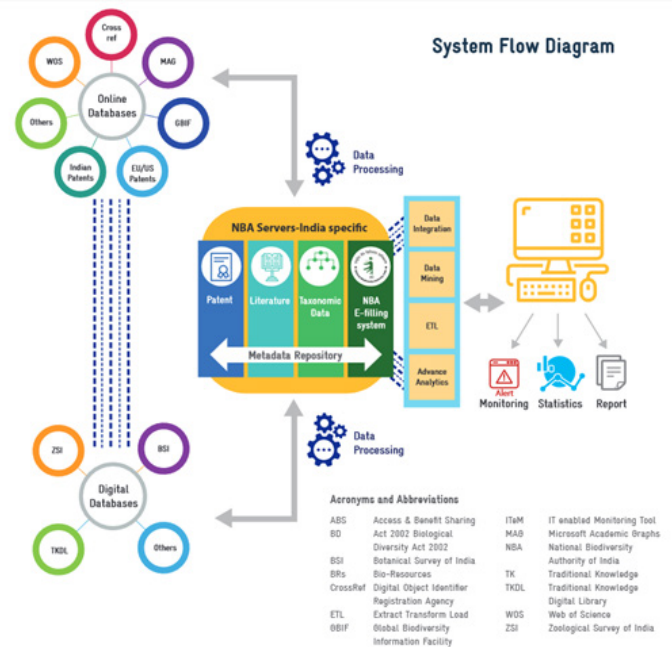 System Flow Diagram
Cross
ref
WOS
MAG
Online
Databases
Others
GBIF
Indian
Patents
EU/US
Patents
Data
Processing
NBA Servers-India specific
Patent
Literature
Taxonomic
Data
NBA
E-filling
system
Metadata Repository
Data
Integration
Data
Mining
ETL
Advance
Analytics
Alert
Monitoring
Statistics
Report
Data
Processing
ZSI
BSI
Digital
Databases
TKDL
Others
Acronyms and Abbreviations
ABS Access & Benefit Sharing
BD Act 2002 Biological
Diversity Act 2002
BSI Botanical Survey of India
BRs Bio-Resources
CrossRef Digital Object Identifier
Registration Agency
ETL Extract Transform Load
GBIF Global Biodiversity
Information Facility
ITeM IT enabled Monitoring Tool
MAG Microsoft Academic Graphs
NBA National Biodiversity
Authority of India
TK Traditional Knowledge
TKDL Traditional Knowledge
Digital Library
WOS Web of Science
ZSI Zoological Survey of India